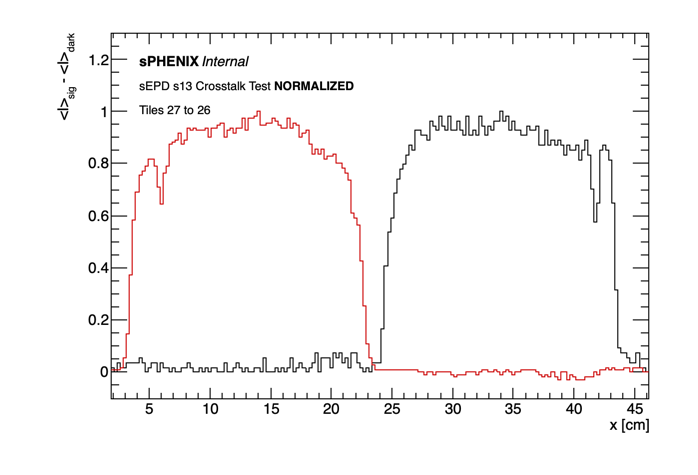 <I>sig - <I>dark
sPHENIX Internal
sEPD s13 Crosstalk Test NORMALIZED
Tiles 27 to 26
1.2
1
0.8
0.6
0.4
0.2
0
5 10 15 20 25 30 35 40 45
x [cm]